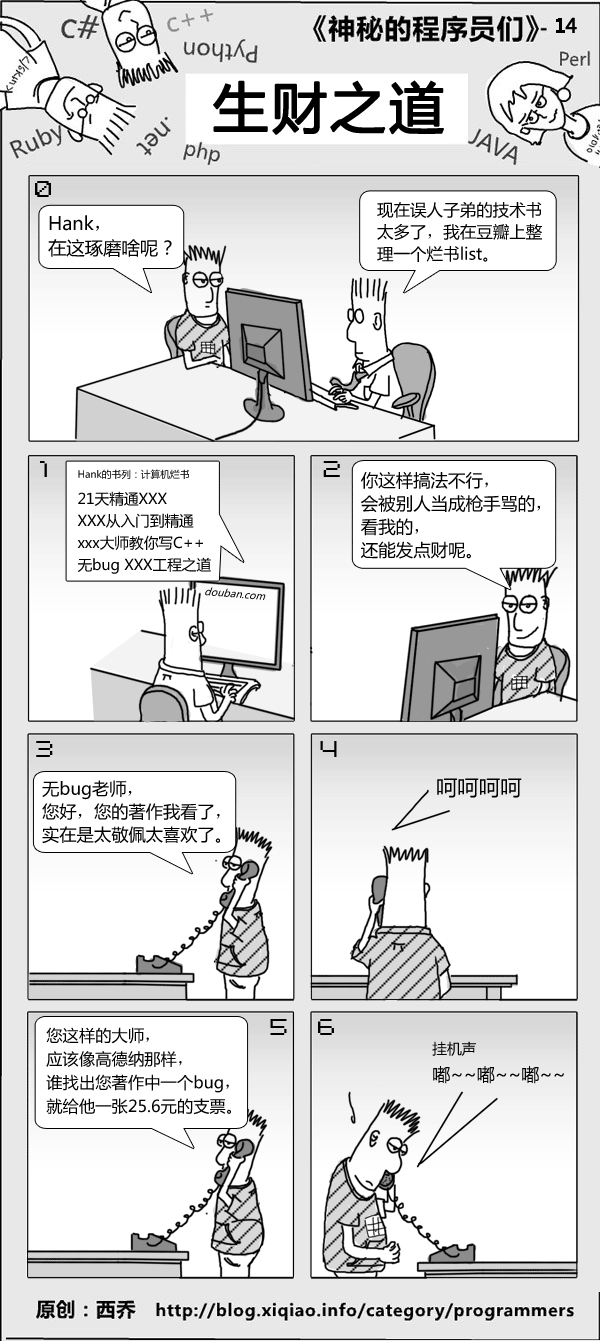 《神秘的程序员们》- 14
C#
C++
Python
Perl
生财之道
Ruby
.net
php
JAVA
0
Hank，
在这琢磨啥呢？
现在误人子弟的技术书
太多了，我在豆瓣上整
理一个烂书list。
1
Hank的书列：计算机烂书
21天精通XXX
XXX从入门到精通
xxx大师教你写C++
无bug XXX工程之道
douban.com
2
你这样搞法不行，
会被别人当成枪手骂的，
看我的，
还能发点财呢。
3
无bug老师，
您好，您的著作我看了，
实在是太敬佩太喜欢了。
4
呵呵呵呵
5
您这样的大师，
应该像高德纳那样，
谁找出您著作中一个bug，
就给他一张25.6元的支票。
6
挂机声
嘟~~嘟~~嘟~~
原创：西乔 http://blog.xiqiao.info/category/programmers